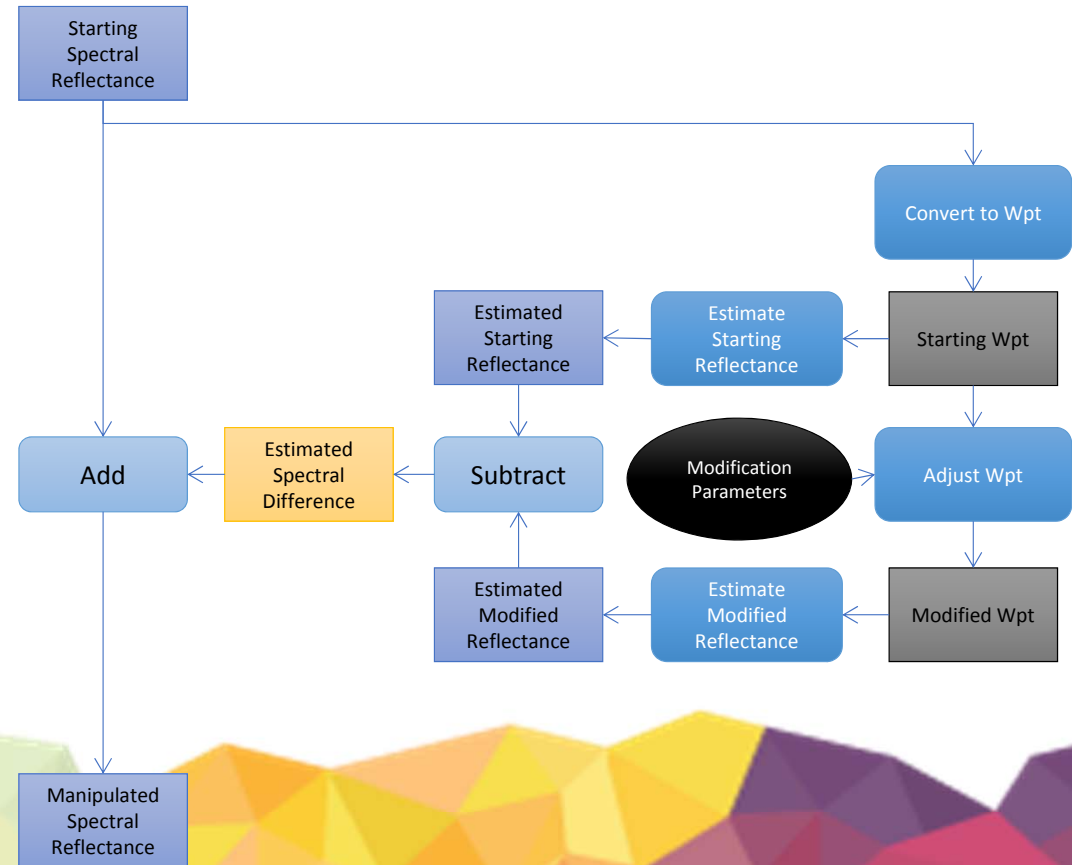 Starting
Spectral
Reflectance
Convert to Wpt
Estimated
Starting
Reflectance
Estimate
Starting
Reflectance
Starting Wpt
Add
Estimated
Spectral
Difference
Subtract
Modification
Parameters
Adjust Wpt
Estimated
Modified
Reflectance
Estimate
Modified
Reflectance
Modified Wpt
Manipulated
Spectral
Reflectance